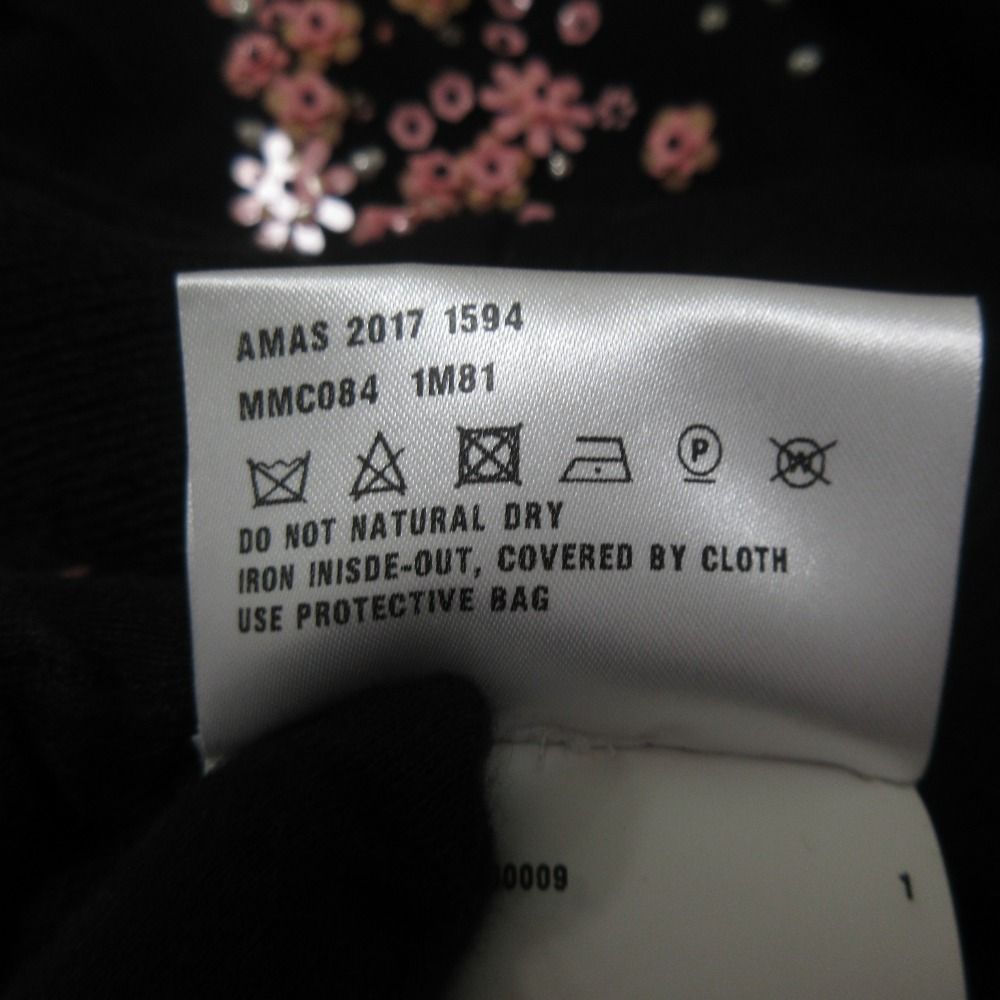 AMAS 2017 1594
MMC084 1M81
P
W
DO NOT NATURAL DRY
IRON INISDE-OUT, COVERED BY CLOTH
USE PROTECTIVE BAG
1